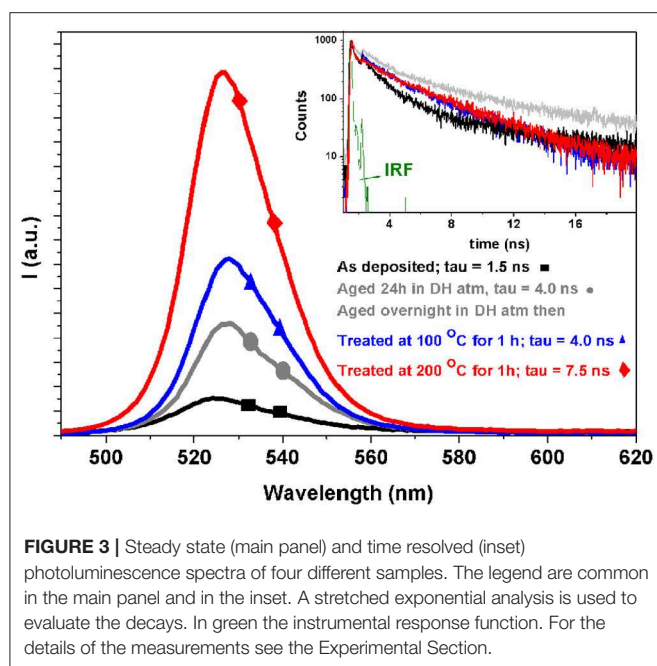 I (a.u.)
1000
100
10
Counts
IRF
4 8 12 16
time (ns)
As deposited; tau = 1.5 ns
Aged 24h in DH atm, tau = 4.0 ns
Aged overnight in DH atm then
Treated at 100 °C for 1 h; tau = 4.0 ns
Treated at 200 °C for 1h; tau = 7.5 ns
500 520 540 560 580 600 620
Wavelength (nm)
FIGURE 3 | Steady state (main panel) and time resolved (inset)
photoluminescence spectra of four different samples. The legend are common
in the main panel and in the inset. A stretched exponential analysis is used to
evaluate the decays. In green the instrumental response function. For the
details of the measurements see the Experimental Section.